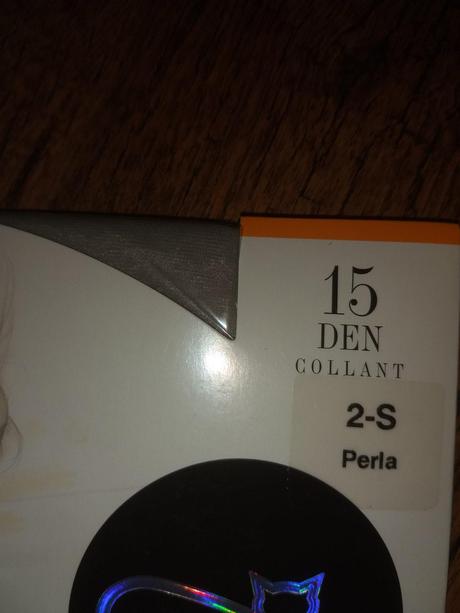 15
DEN
COLLANT
2-S
Perla